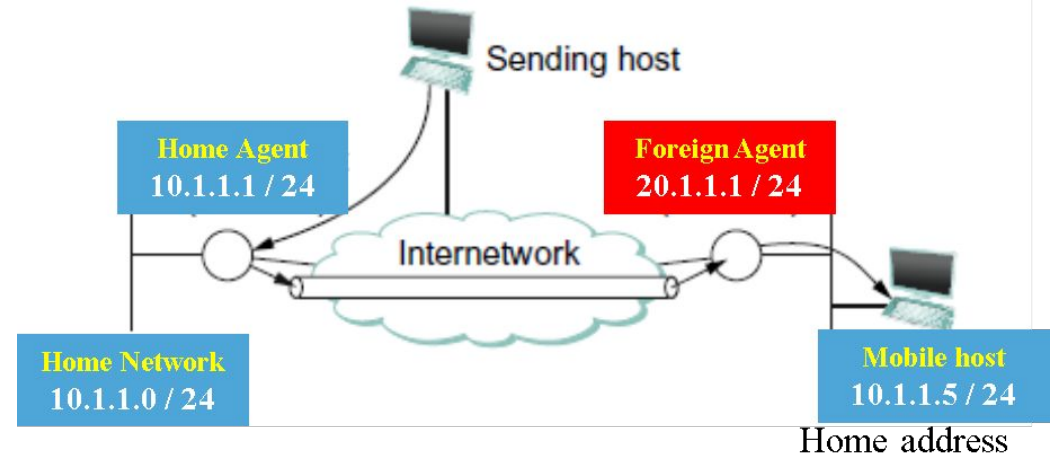 Sending host
Home Agent
10.1.1.1 / 24
Foreign Agent
20.1.1.1 / 24
Internetwork
Home Network
10.1.1.0 / 24
Mobile host
10.1.1.5 / 24
Home address